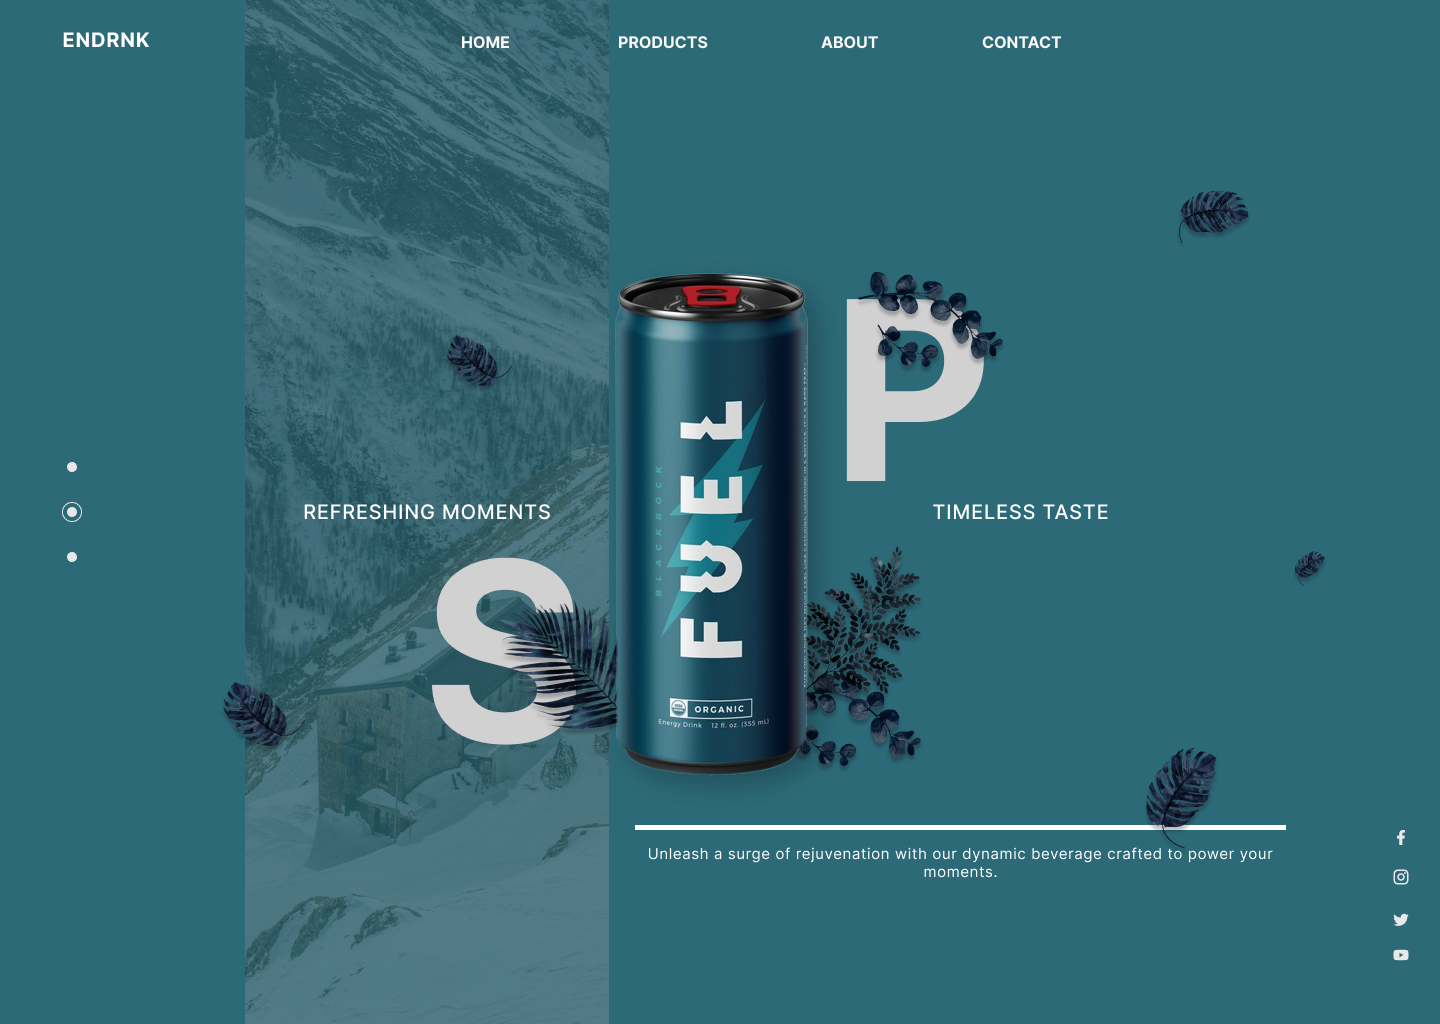 ENDRNK
HOME
PRODUCTS
ABOUT
CONTACT
P
REFRESHING MOMENTS
TIMELESS TASTE
S
BLACKROCK
FUEL
ORGANIC
Energy Drink 12 fl. oz. (355 mL)
Unleash a surge of rejuvenation with our dynamic beverage crafted to power your
moments.